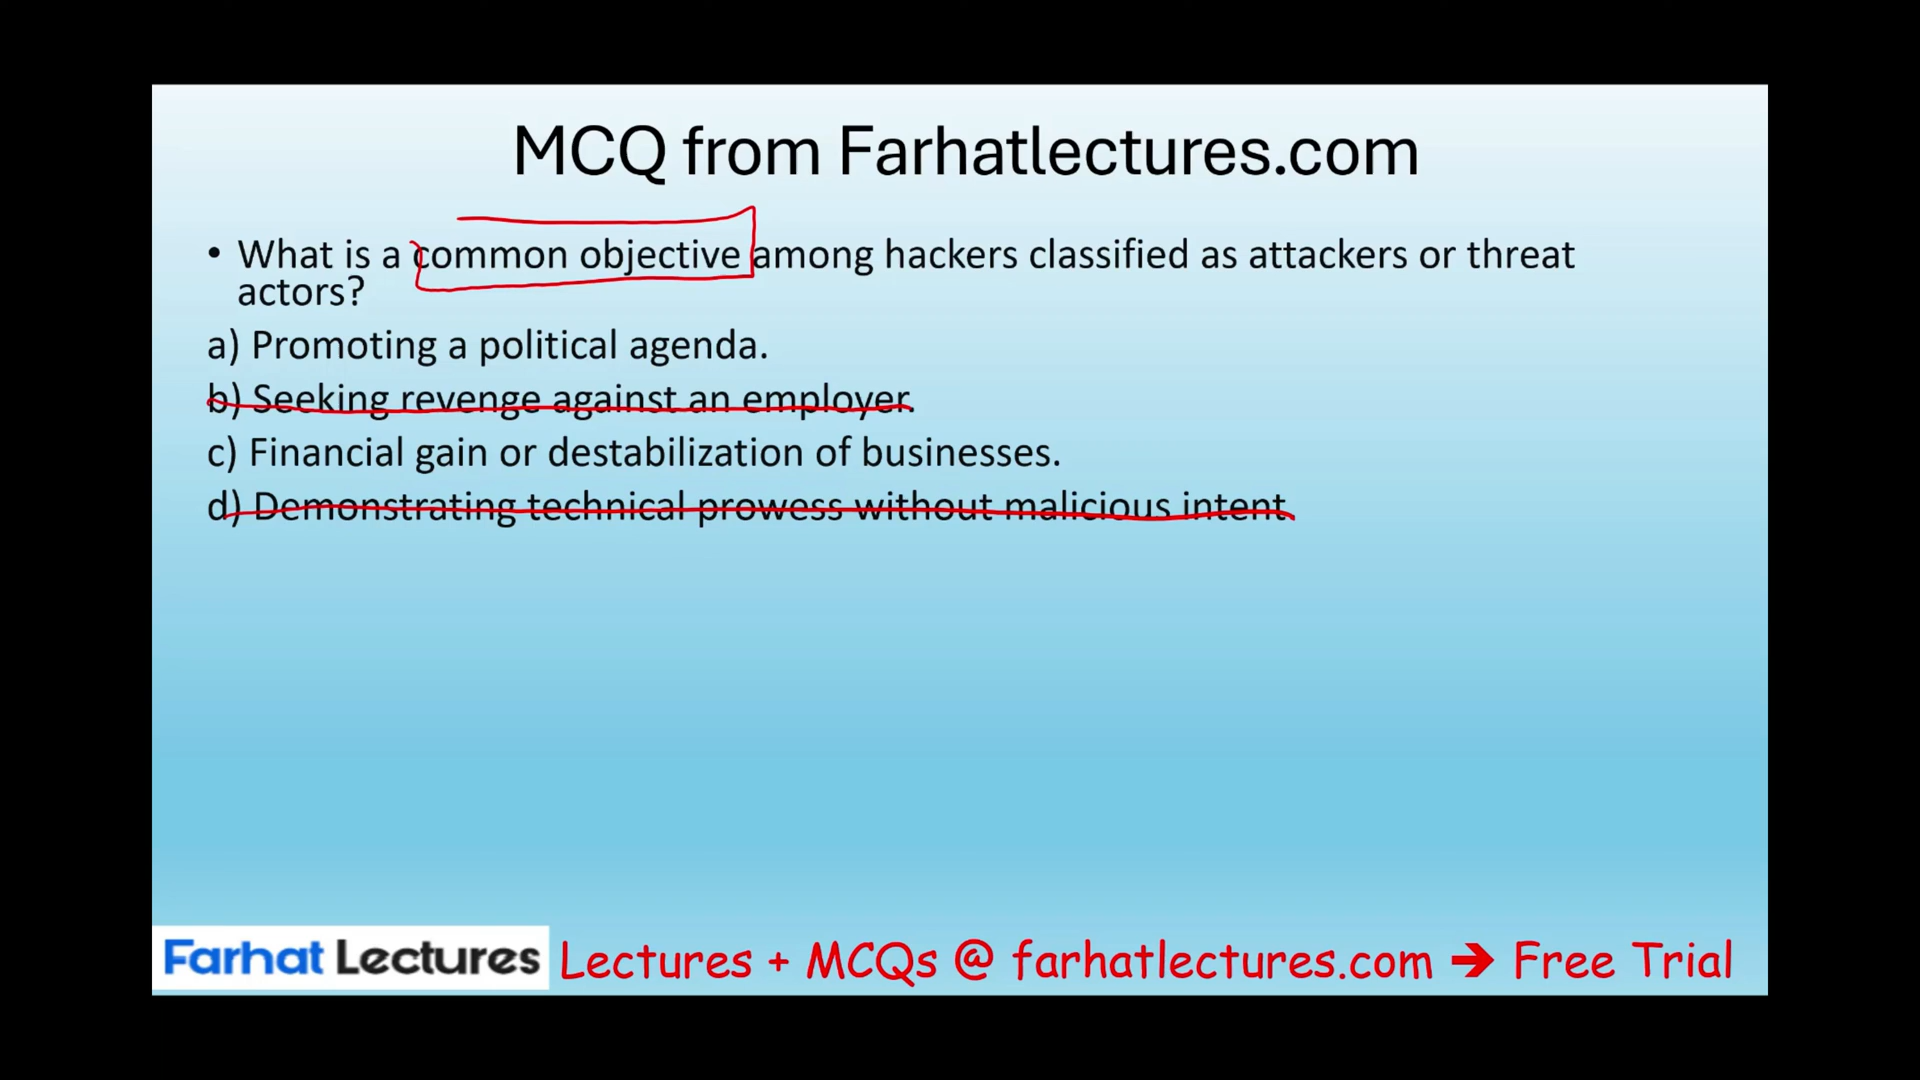 MCQ from Farhatlectures.com
• What is a common objective among hackers classified as attackers or threat
actors?
a) Promoting a political agenda.
b) Seeking revenge against an employer.
c) Financial gain or destabilization of businesses.
d) Demonstrating technical prowess without malicious intent.
Farhat Lectures Lectures + MCQs @ farhatlectures.com ➔ Free Trial